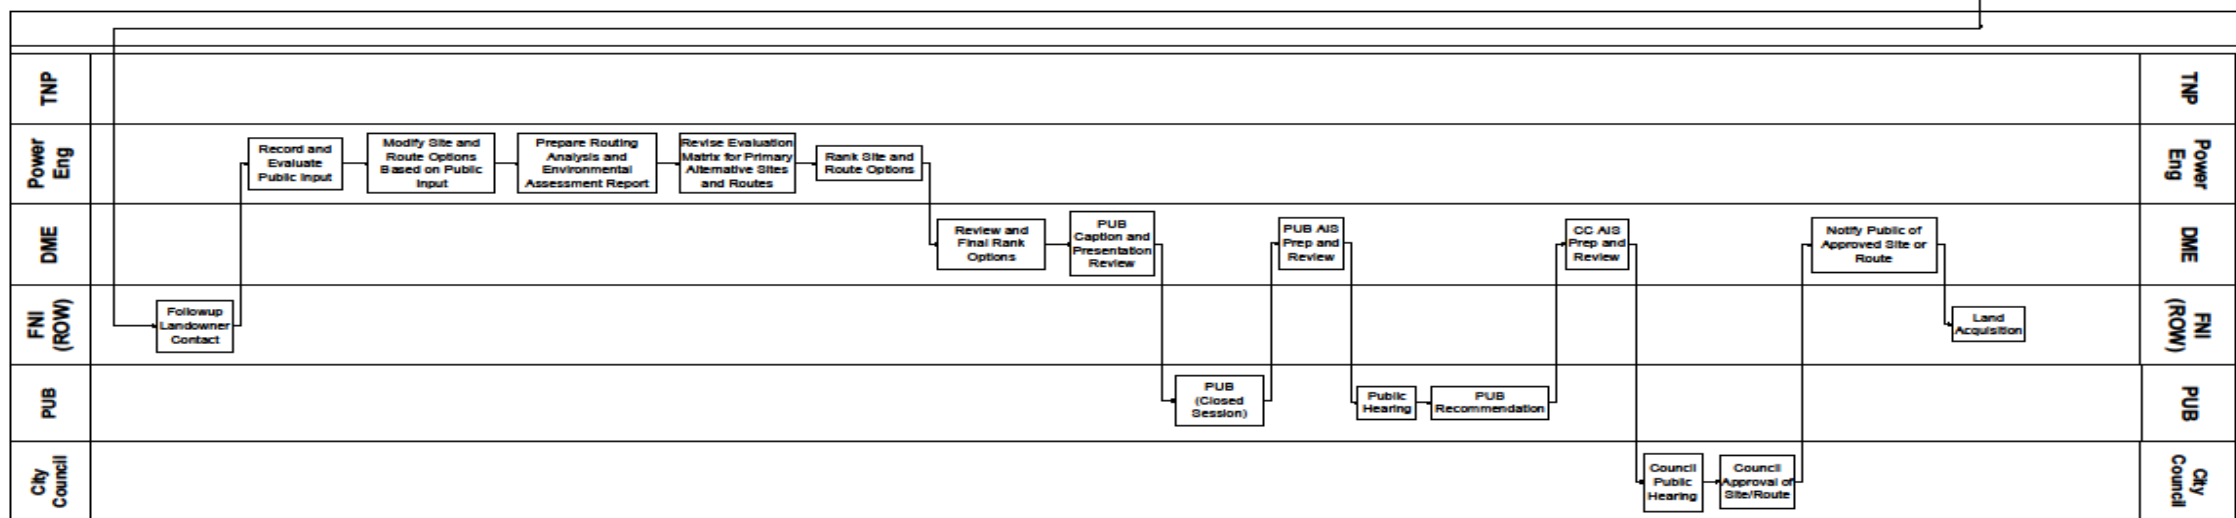 TNP
TNP
Power
Eng
Record and
Evaluate
Public Input
Modify Site and
Route Options
Based on Public
Input
Prepare Routing
Analysis and
Environmental
Assessment Report
Revise Evaluation
Matrix for Primary
Alternative Sites
and Routes
Rank Site and
Route Options
Power
Eng
DME
Review and
Final Rank
Options
PUB
Caption and
Presentation
Review
PUB AIS
Prep and
Review
CC AIS
Prep and
Review
Notify Public of
Approved Site or
Route
DME
FNI
(ROW)
Followup
Landowner
Contact
Land
Acquisition
FNI
(ROW)
PUB
PUB
(Closed
Session)
Public
Hearing
PUB
Recommendation
PUB
City
Council
Council
Public
Hearing
Council
Approval of
Site/Route
City
Council